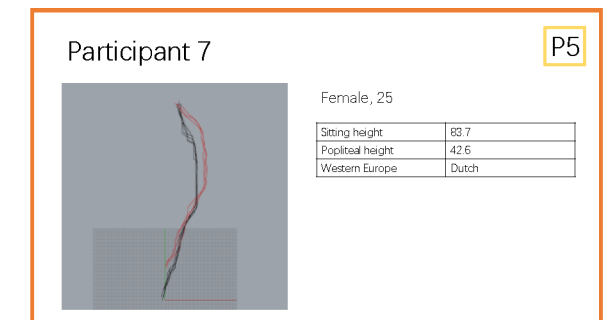 Participant 7
P5
Female, 25
Sitting height 83.7
Popliteal height 42.6
Western Europe Dutch